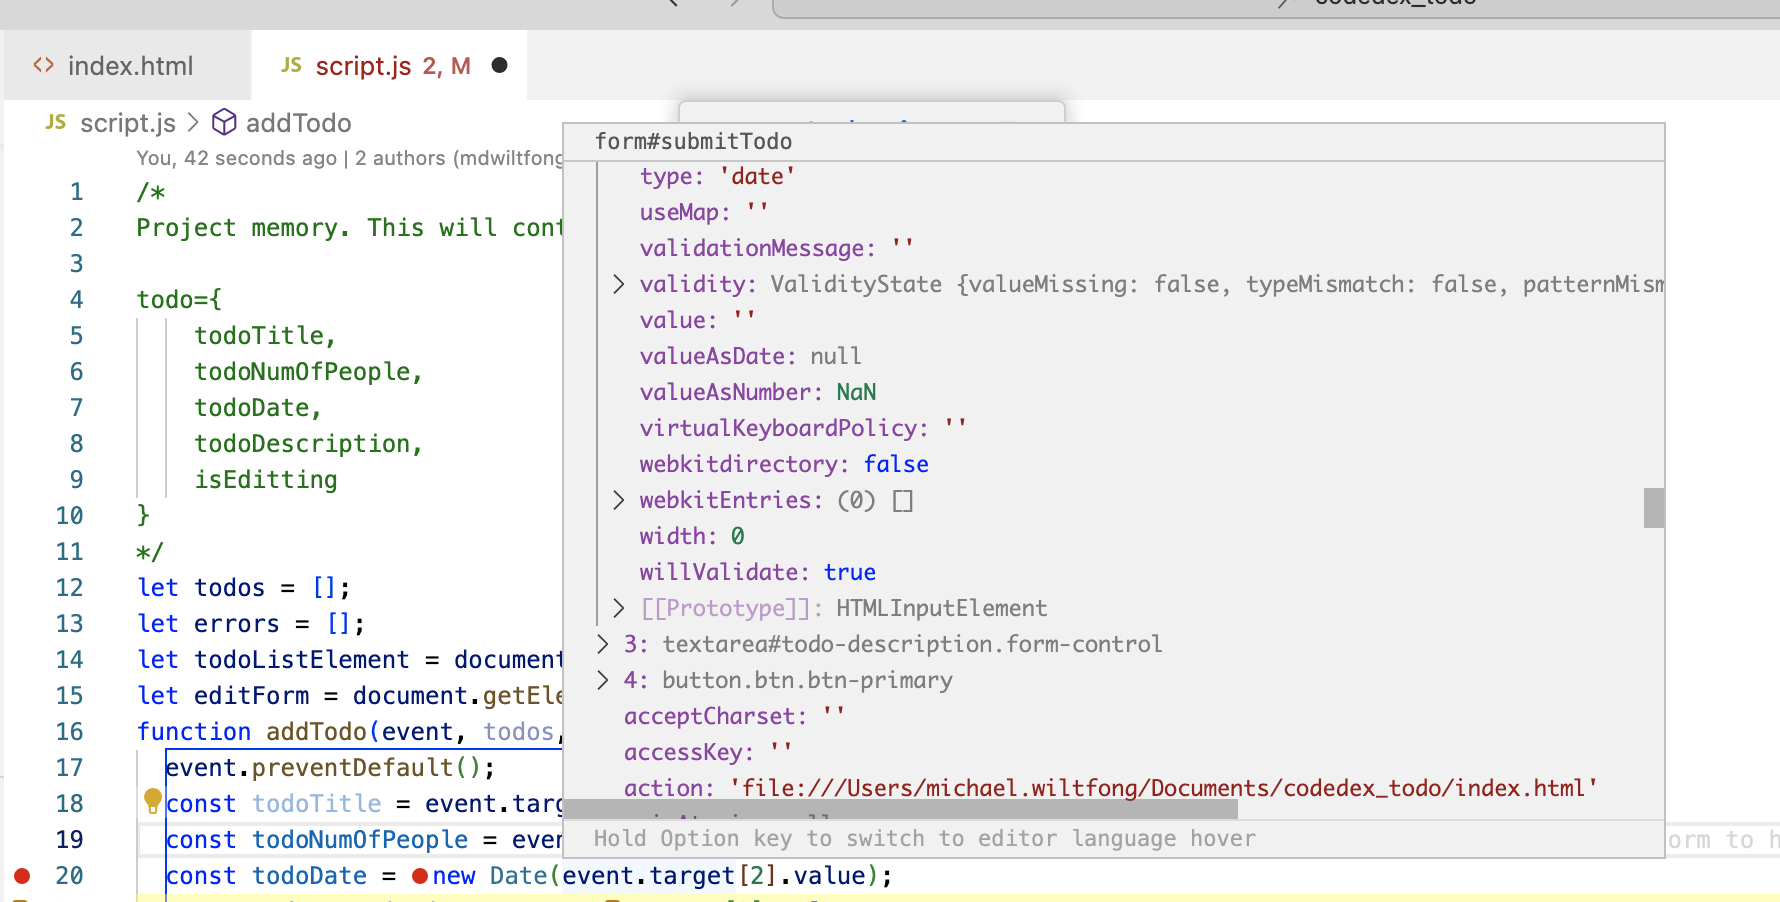 codedex_todo
index.html
JS script.js 2, M
JS script.js > addTodo
You, 42 seconds ago | 2 authors (mdwiltfong
1 /*
2 Project memory. This will cont
3
4 todo={
5 todoTitle,
6 todoNumOfPeople,
7 todoDate,
8 todoDescription,
9 isEditting
10 }
11 */
12 let todos = [];
13 let errors = [];
14 let todoListElement = document
15 let editForm = document.getEle
16 function addTodo(event, todos,
17 event.preventDefault();
18 const todoTitle = event.targ
19 const todoNumOfPeople = even
20 const todoDate = new Date(event.target[2].value);
form#submitTodo
type: 'date'
useMap: ''
validationMessage: ''
> validity: ValidityState {valueMissing: false, typeMismatch: false, patternMism
value: ''
valueAsDate: null
valueAsNumber: NaN
virtualKeyboardPolicy: ''
webkitdirectory: false
> webkitEntries: (0) []
width: 0
willValidate: true
> [[Prototype]]: HTMLInputElement
> 3: textarea#todo-description.form-control
> 4: button.btn.btn-primary
acceptCharset: ''
accessKey: ''
action: 'file:///Users/michael.wiltfong/Documents/codedex_todo/index.html'
Hold Option key to switch to editor language hover
orm to h